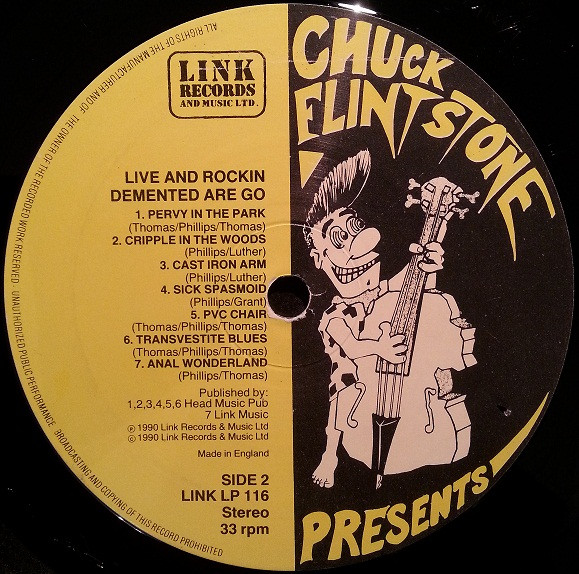 ALL RIGHTS OF THE MANUFACTURER AND OF THE OWNER OF THE RECORDED WORK RESERVED · UNAUTHORIZED PUBLIC PERFORMANCE BROADCASTING AND COPYING OF THIS RECORD PROHIBITED
LINK
RECORDS
AND MUSIC LTD.
CHUCK
FLINTSTONE
LIVE AND ROCKIN
DEMENTED ARE GO
1. PERVY IN THE PARK
(Thomas/Phillips/Thomas)
2. CRIPPLE IN THE WOODS
(Phillips/Luther)
3. CAST IRON ARM
(Phillips/Luther)
4. SICK SPASMOID
(Phillips/Grant)
5. PVC CHAIR
(Thomas/Phillips/Thomas)
6. TRANSVESTITE BLUES
(Thomas/Phillips/Thomas)
7. ANAL WONDERLAND
(Phillips/Thomas)
Published by:
1,2,3,4,5,6 Head Music Pub
7 Link Music
℗ 1990 Link Records & Music Ltd
© 1990 Link Records & Music Ltd
Made in England
SIDE 2
LINK LP 116
Stereo
33 rpm
PRESENTS